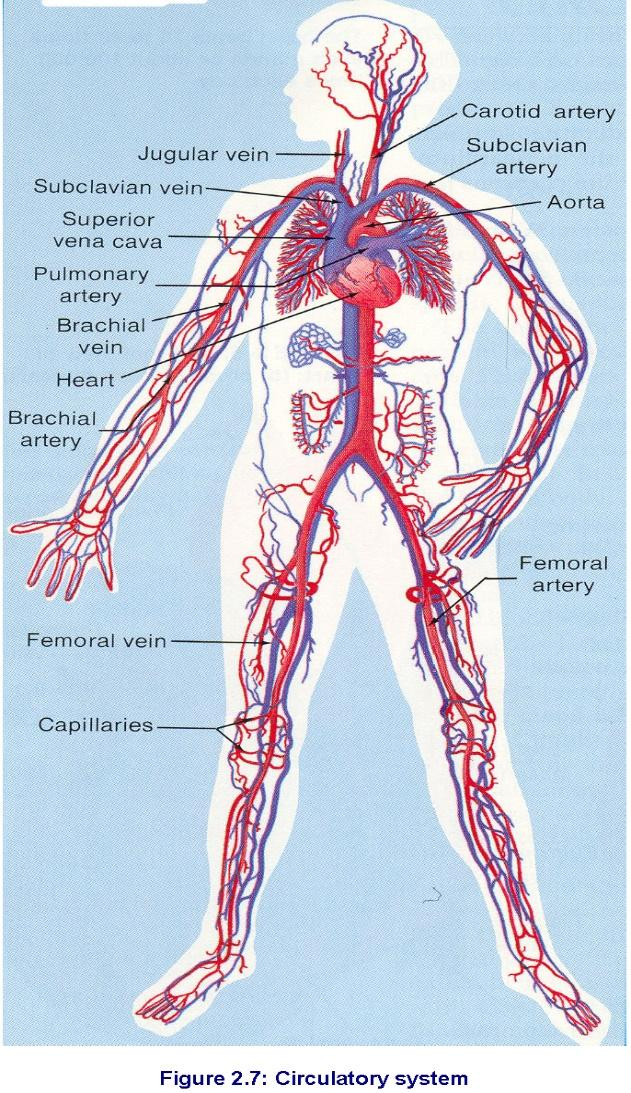 Carotid artery
Jugular vein
Subclavian
artery
Subclavian vein
Aorta
Superior
vena cava
Pulmonary
artery
Brachial
vein
Heart
Brachial
artery
Femoral
artery
Femoral vein
Capillaries
Figure 2.7: Circulatory system